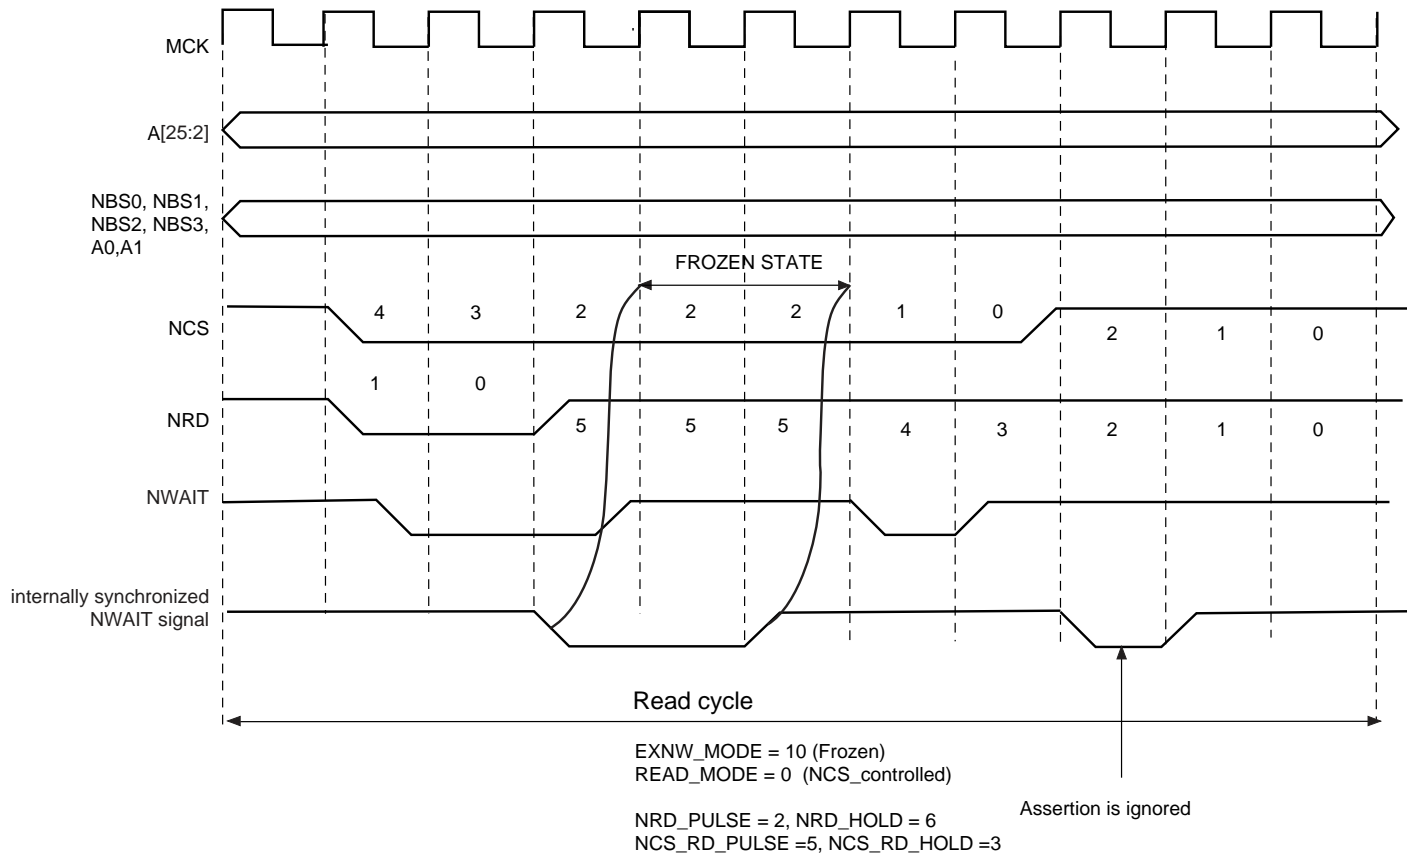 MCK
A[25:2]
NBS0, NBS1,
NBS2, NBS3,
A0,A1
FROZEN STATE
4 3 2 2 2 1 0
NCS
2 1 0
1 0
NRD
5 5 5 4 3 2 1 0
NWAIT
internally synchronized
NWAIT signal
Read cycle
EXNW_MODE = 10 (Frozen)
READ_MODE = 0 (NCS_controlled)
Assertion is ignored
NRD_PULSE = 2, NRD_HOLD = 6
NCS_RD_PULSE =5, NCS_RD_HOLD =3